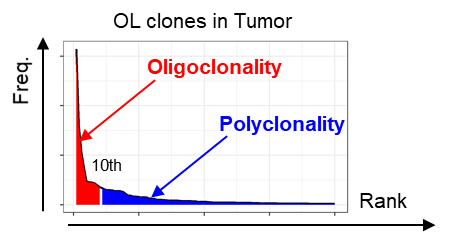 OL clones in Tumor
Freq.
Oligoclonality
Polyclonality
10th
Rank